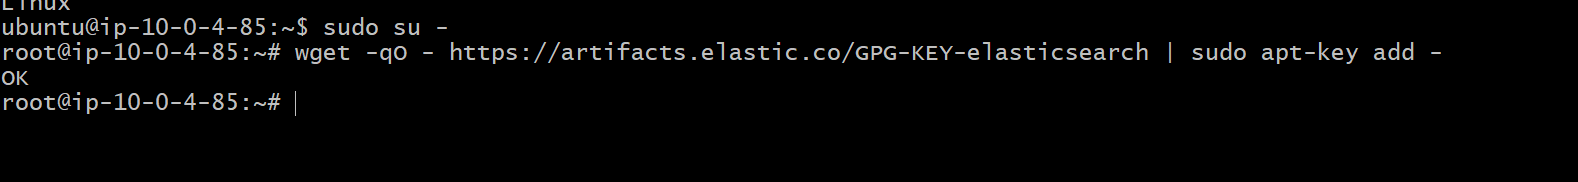 Linux
ubuntu@ip-10-0-4-85:~$ sudo su -
root@ip-10-0-4-85:~# wget -qO - https://artifacts.elastic.co/GPG-KEY-elasticsearch | sudo apt-key add -
OK
root@ip-10-0-4-85:~#